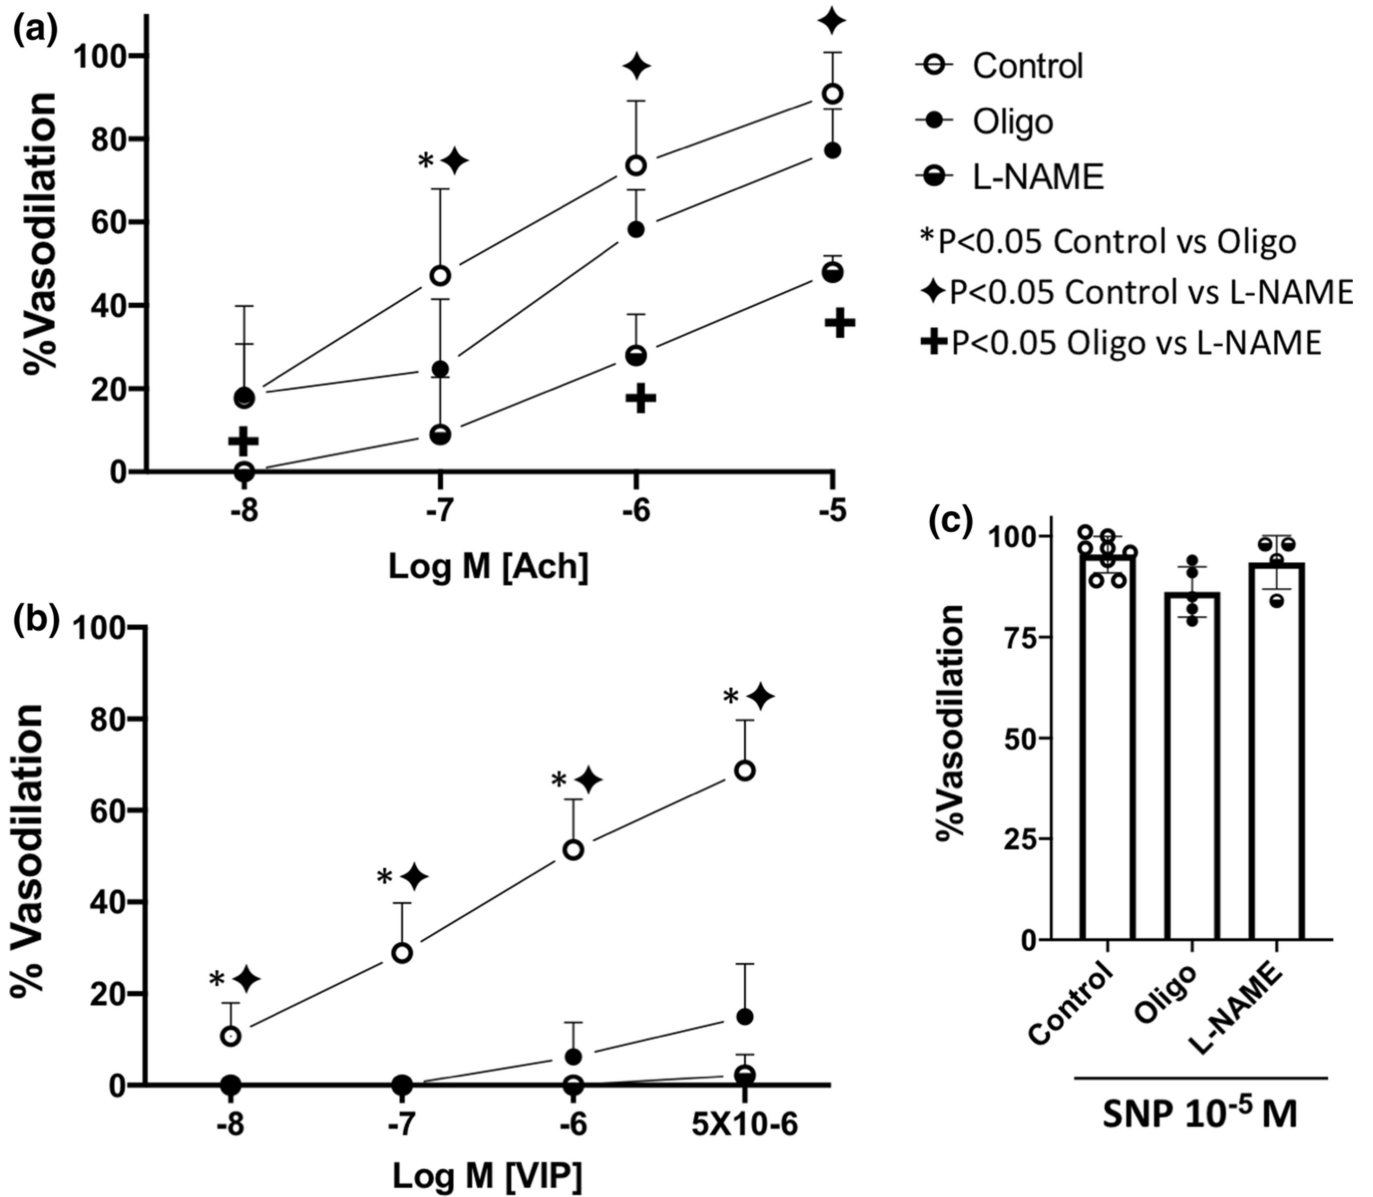 (a)
%Vasodilation
100
80
60
40
20
0
*✦
✦
✦
-8
-7
-6
-5
Log M [Ach]
Control
Oligo
L-NAME
*P<0.05 Control vs Oligo
✦P<0.05 Control vs L-NAME
+P<0.05 Oligo vs L-NAME
+
+
+
(b)
% Vasodilation
100
80
60
40
20
0
*✦
*✦
*✦
*✦
-8
-7
-6
5X10-6
Log M [VIP]
(c)
%Vasodilation
100
75
50
25
0
Control
Oligo
L-NAME
SNP 10⁻⁵ M